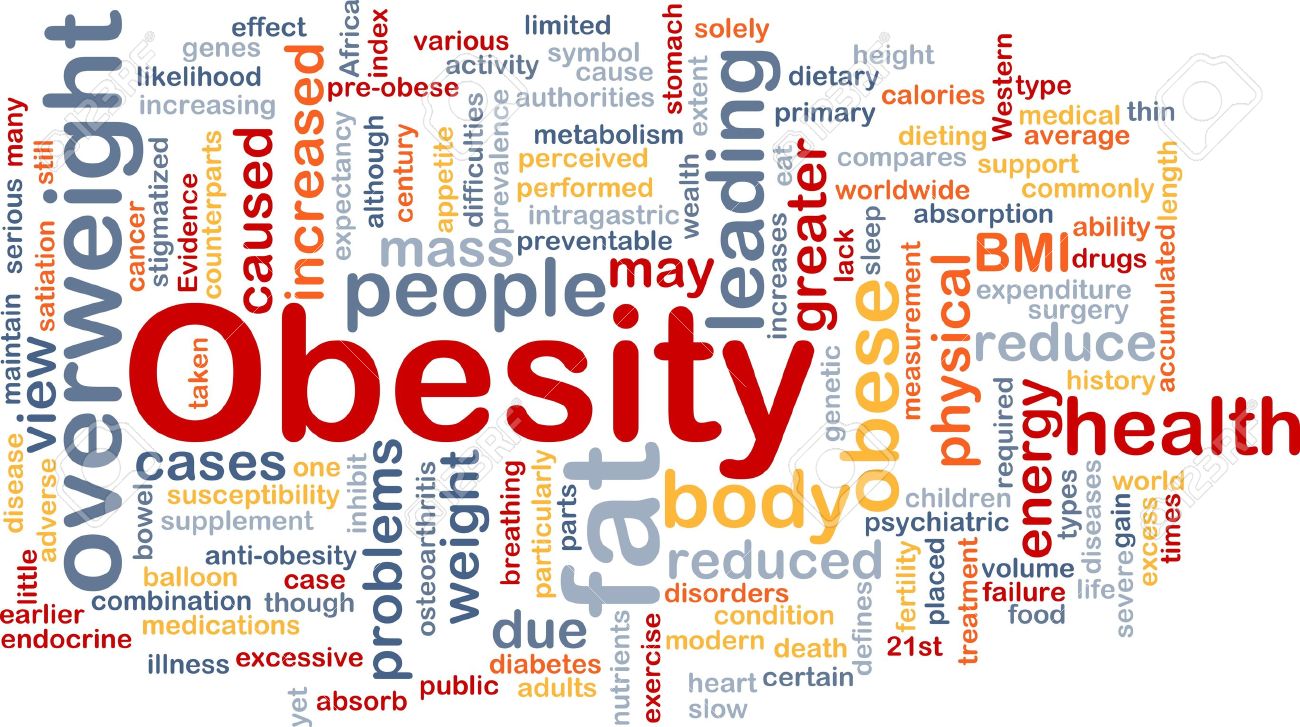 effect
genes
likelihood
increasing
Africa
index
various
activity
pre-obese
limited
symbol
cause
authorities
metabolism
perceived
performed
intragastric
preventable
solely
stomach
extent
wealth
leading
height
dietary
primary
calories
dieting
compares
worldwide
eat
greater
increases
lack
sleep
absorption
Western
type
medical
thin
average
support
commonly
ability
drugs
BMI
expenditure
surgery
reduce
history
length
accumulated
many
serious
still
satiation
maintain
view
overweight
cancer
stigmatized
Evidence
counterparts
caused
increased
expectancy
although
century
appetite
difficulties
prevalence
mass
people
may
Obesity
taken
genetic
obese
measurement
physical
required
energy
health
disease
adverse
little
earlier
endocrine
cases
one
susceptibility
supplement
bowel
anti-obesity
balloon
case
combination
though
medications
illness
excessive
inhibit
problems
osteoarthritis
weight
breathing
particularly
parts
fat
body
reduced
disorders
condition
modern
death
due
diabetes
adults
public
absorb
yet
nutrients
exercise
heart
slow
certain
defines
children
psychiatric
fertility
placed
21st
treatment
volume
failure
food
types
diseases
life
gain
severe
world
excess
times
123RF